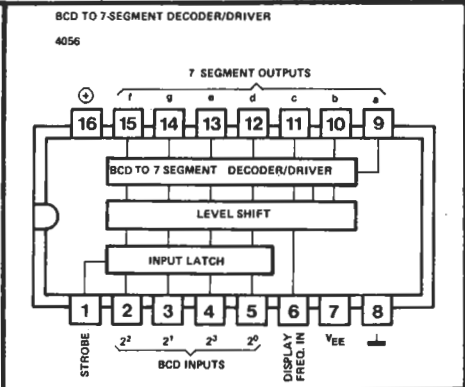 BCD TO 7-SEGMENT DECODER/DRIVER
4056
7 SEGMENT OUTPUTS
+ f g e d c b a
16 15 14 13 12 11 10 9
BCD TO 7 SEGMENT DECODER/DRIVER
LEVEL SHIFT
INPUT LATCH
1 2 3 4 5 6 7 8
STROBE 2² 2¹ 2³ 2⁰ DISPLAY FREQ. IN VEE
BCD INPUTS